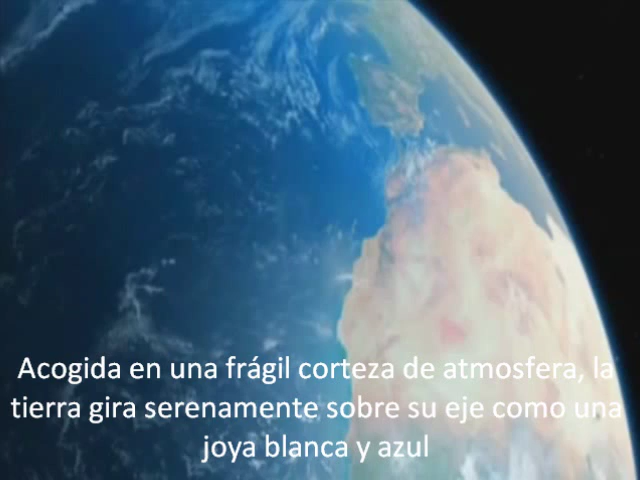 Acogida en una frágil corteza de atmosfera, la
tierra gira serenamente sobre su eje como una
joya blanca y azul